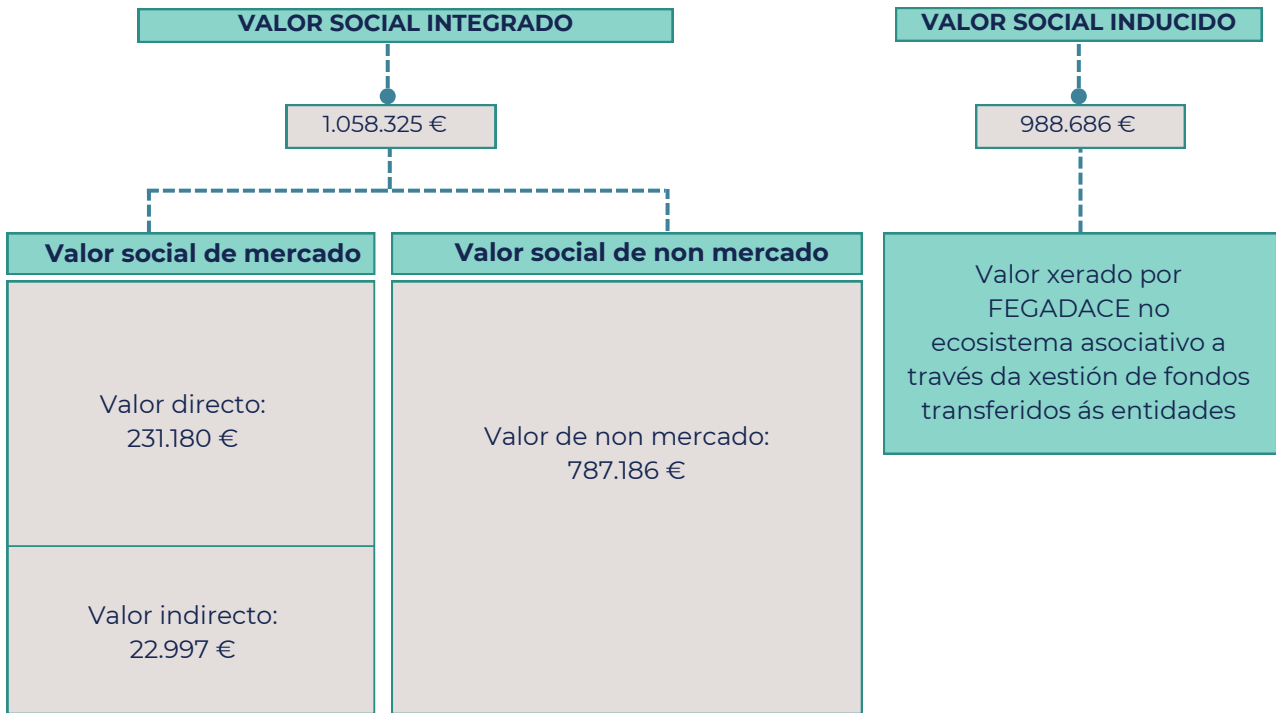 VALOR SOCIAL INTEGRADO
1.058.325 €
Valor social de mercado
Valor directo:
231.180 €
Valor indirecto:
22.997 €
Valor social de non mercado
Valor de non mercado:
787.186 €
VALOR SOCIAL INDUCIDO
988.686 €
Valor xerado por
FEGADACE no
ecosistema asociativo a
través da xestión de fondos
transferidos ás entidades